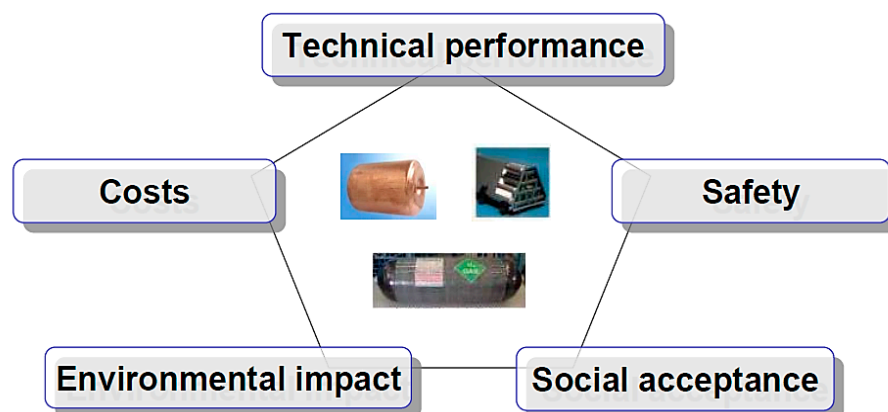 Technical performance
Costs
Safety
Environmental impact
Social acceptance